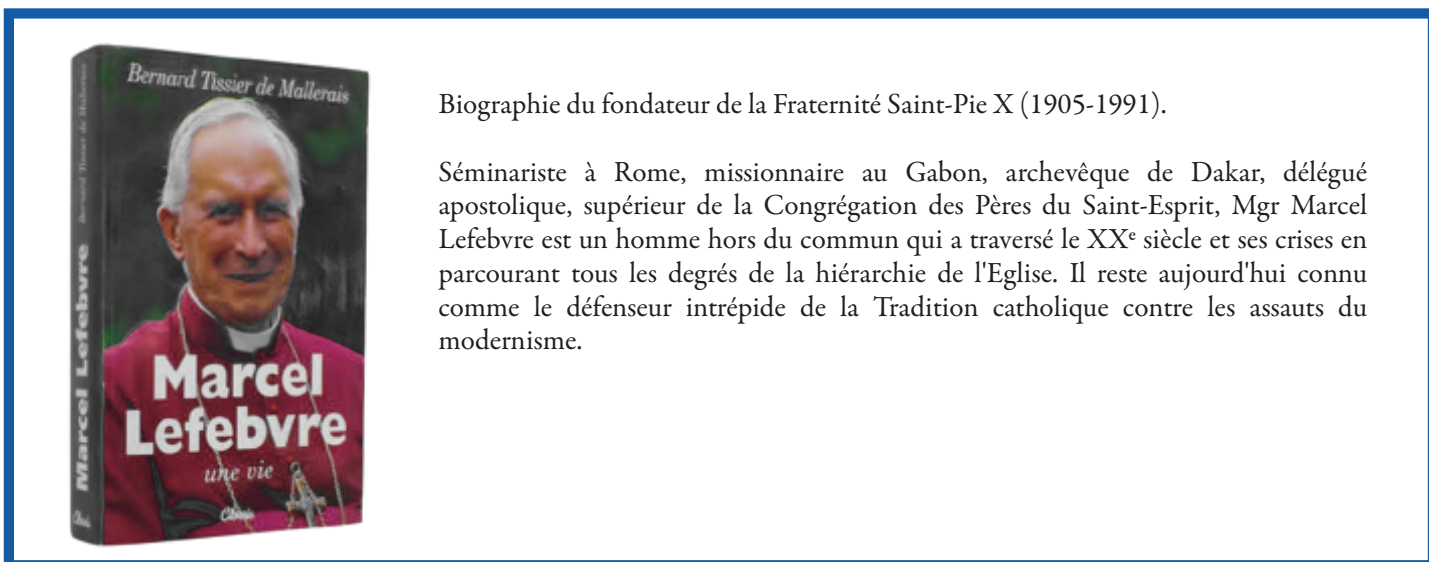 Bernard Tissier de Mallerais
Marcel
Lefebvre
une vie
Clovis
Marcel Lefebvre
Bernard Tissier de Mallerais
Clovis
Biographie du fondateur de la Fraternité Saint-Pie X (1905-1991).
Séminariste à Rome, missionnaire au Gabon, archevêque de Dakar, délégué
apostolique, supérieur de la Congrégation des Pères du Saint-Esprit, Mgr Marcel
Lefebvre est un homme hors du commun qui a traversé le XXᵉ siècle et ses crises en
parcourant tous les degrés de la hiérarchie de l'Eglise. Il reste aujourd'hui connu
comme le défenseur intrépide de la Tradition catholique contre les assauts du
modernisme.